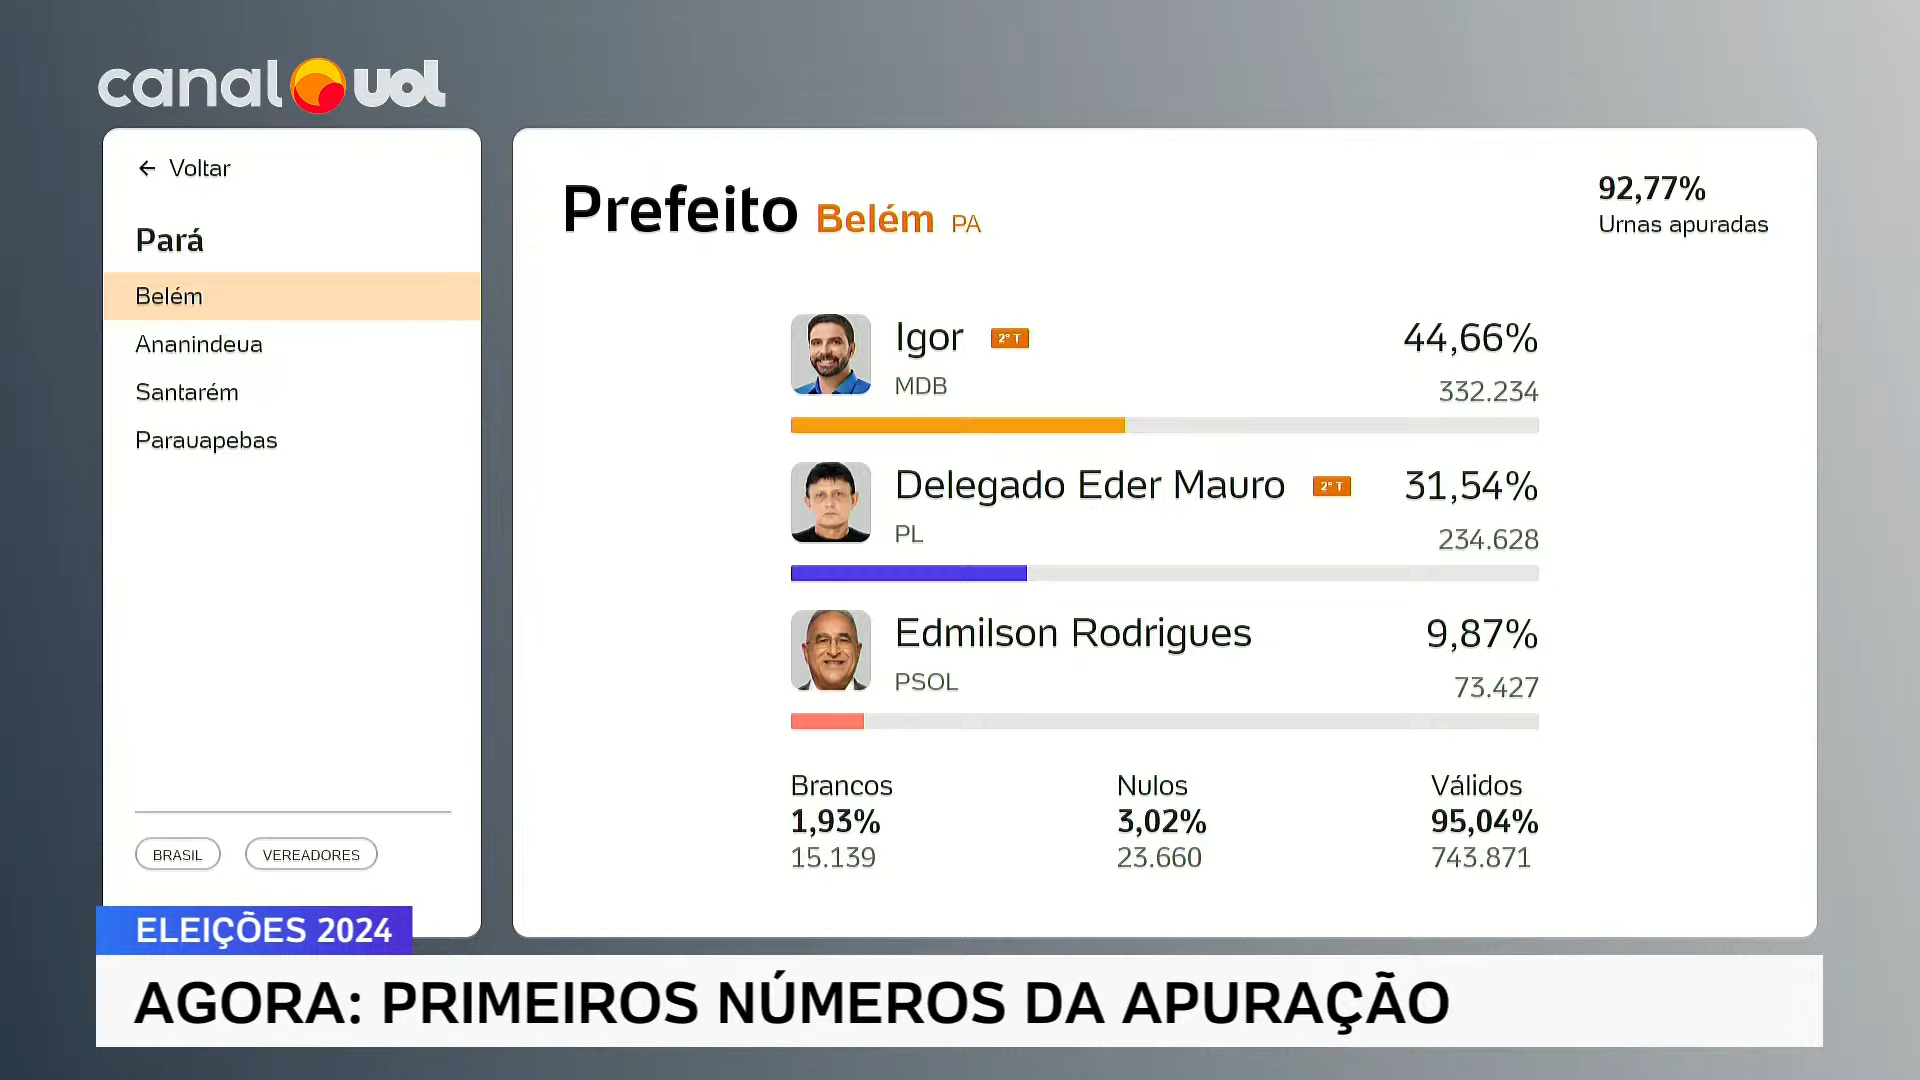 canal uol
← Voltar
Pará
Belém
Ananindeua
Santarém
Parauapebas
BRASIL
VEREADORES
Prefeito Belém PA
92,77%
Urnas apuradas
Igor 2º T
44,66%
MDB
332.234
Delegado Eder Mauro 2º T
31,54%
PL
234.628
Edmilson Rodrigues
9,87%
PSOL
73.427
Brancos
1,93%
15.139
Nulos
3,02%
23.660
Válidos
95,04%
743.871
ELEIÇÕES 2024
AGORA: PRIMEIROS NÚMEROS DA APURAÇÃO